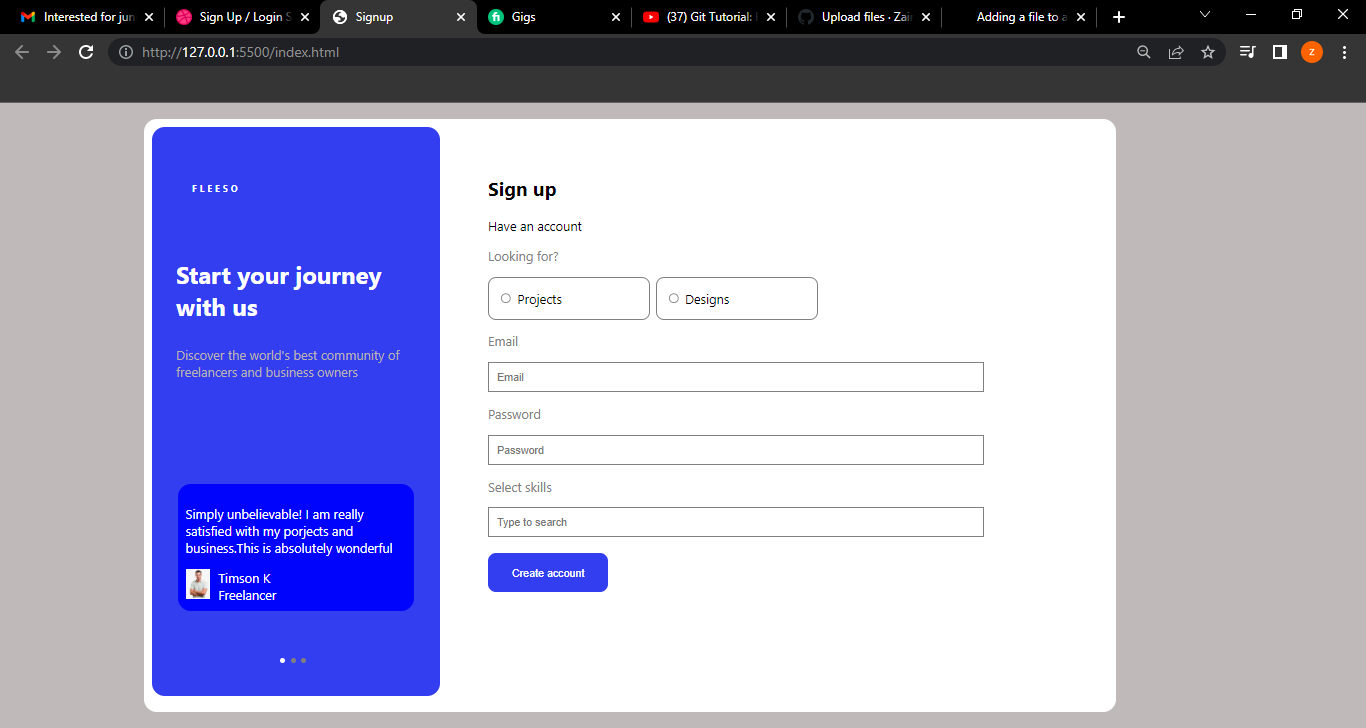 Interested for jun
Sign Up / Login S
Signup
Gigs
(37) Git Tutorial:
Upload files · Zai
Adding a file to a
http://127.0.0.1:5500/index.html
z
FLEESO
Start your journey
with us
Discover the world's best community of
freelancers and business owners
Simply unbelievable! I am really
satisfied with my porjects and
business.This is absolutely wonderful
Timson K
Freelancer
Sign up
Have an account
Looking for?
Projects
Designs
Email
Email
Password
Password
Select skills
Type to search
Create account